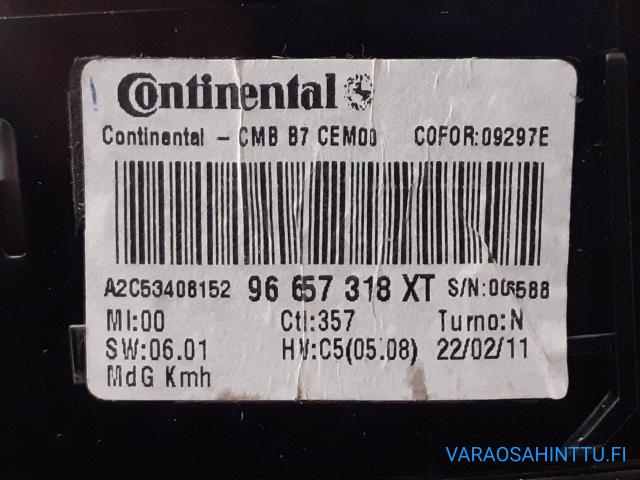 Continental
Continental - CMB B7 CEM00 COFOR:09297E
A2C53408152 96 657 318 XT
MI:00 Ctl:357 Turno:N
SW:06.01 HV:C5(05.08) 22/02/11
MdG Kmh
VARAOSAHINTTU.FI